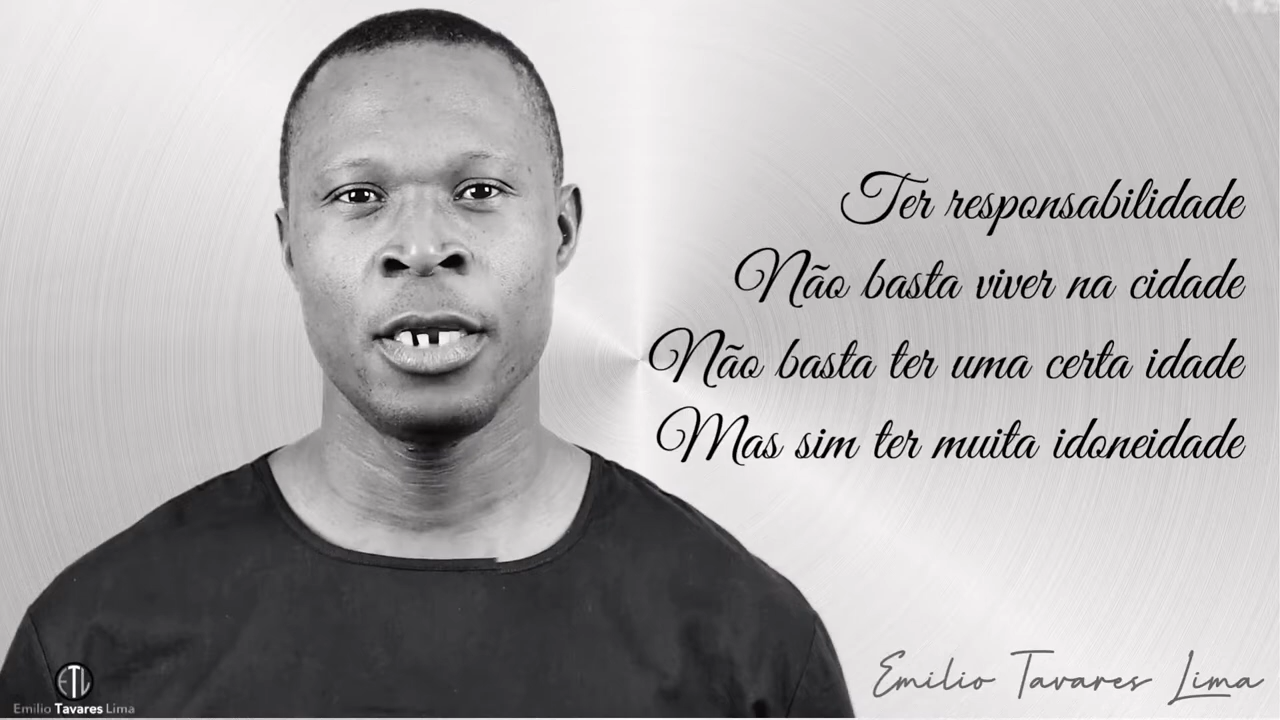 Ter responsabilidade
Não basta viver na cidade
Não basta ter uma certa idade
Mas sim ter muita idoneidade
Emilio Tavares Lima
ETL
Emilio Tavares Lima